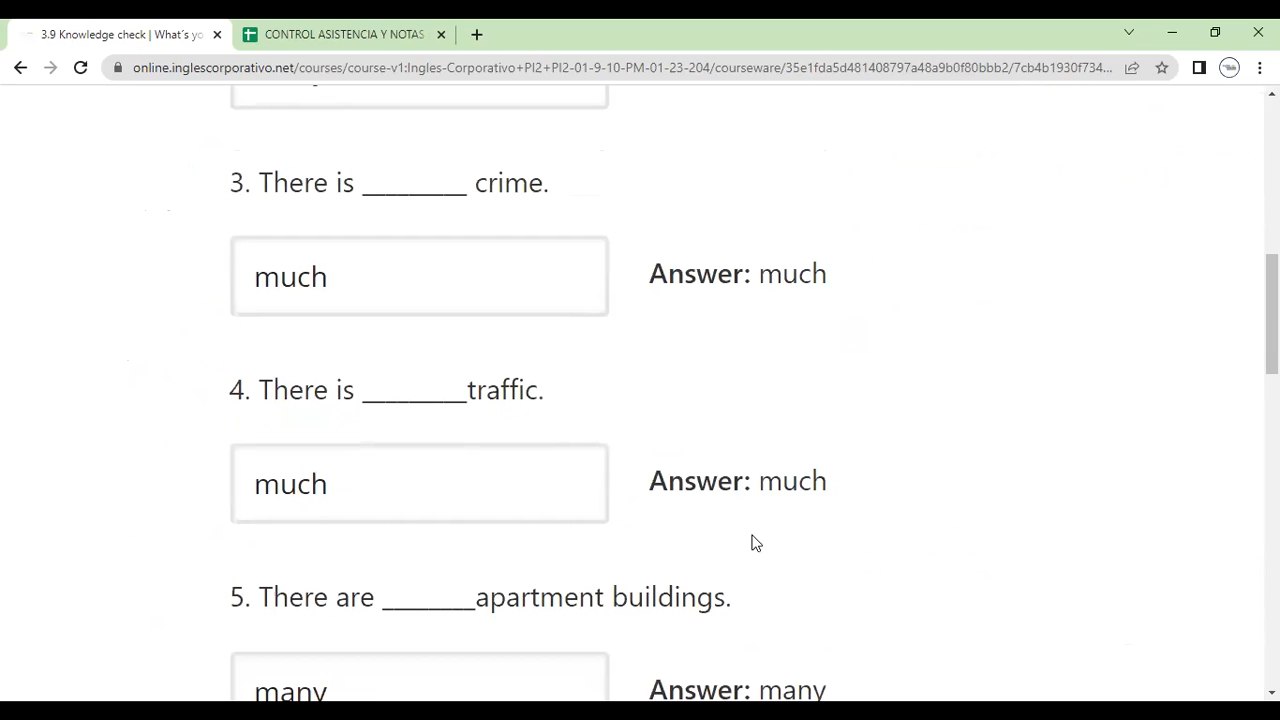 3.9 Knowledge check | What´s yo
CONTROL ASISTENCIA Y NOTAS
online.inglescorporativo.net/courses/course-v1:Ingles-Corporativo+PI2+PI2-01-9-10-PM-01-23-204/courseware/35e1fda5d481408797a48a9b0f80bbb2/7cb4b1930f734...
3. There is _________ crime.
much
Answer: much
4. There is _________traffic.
much
Answer: much
5. There are ________apartment buildings.
many
Answer: many